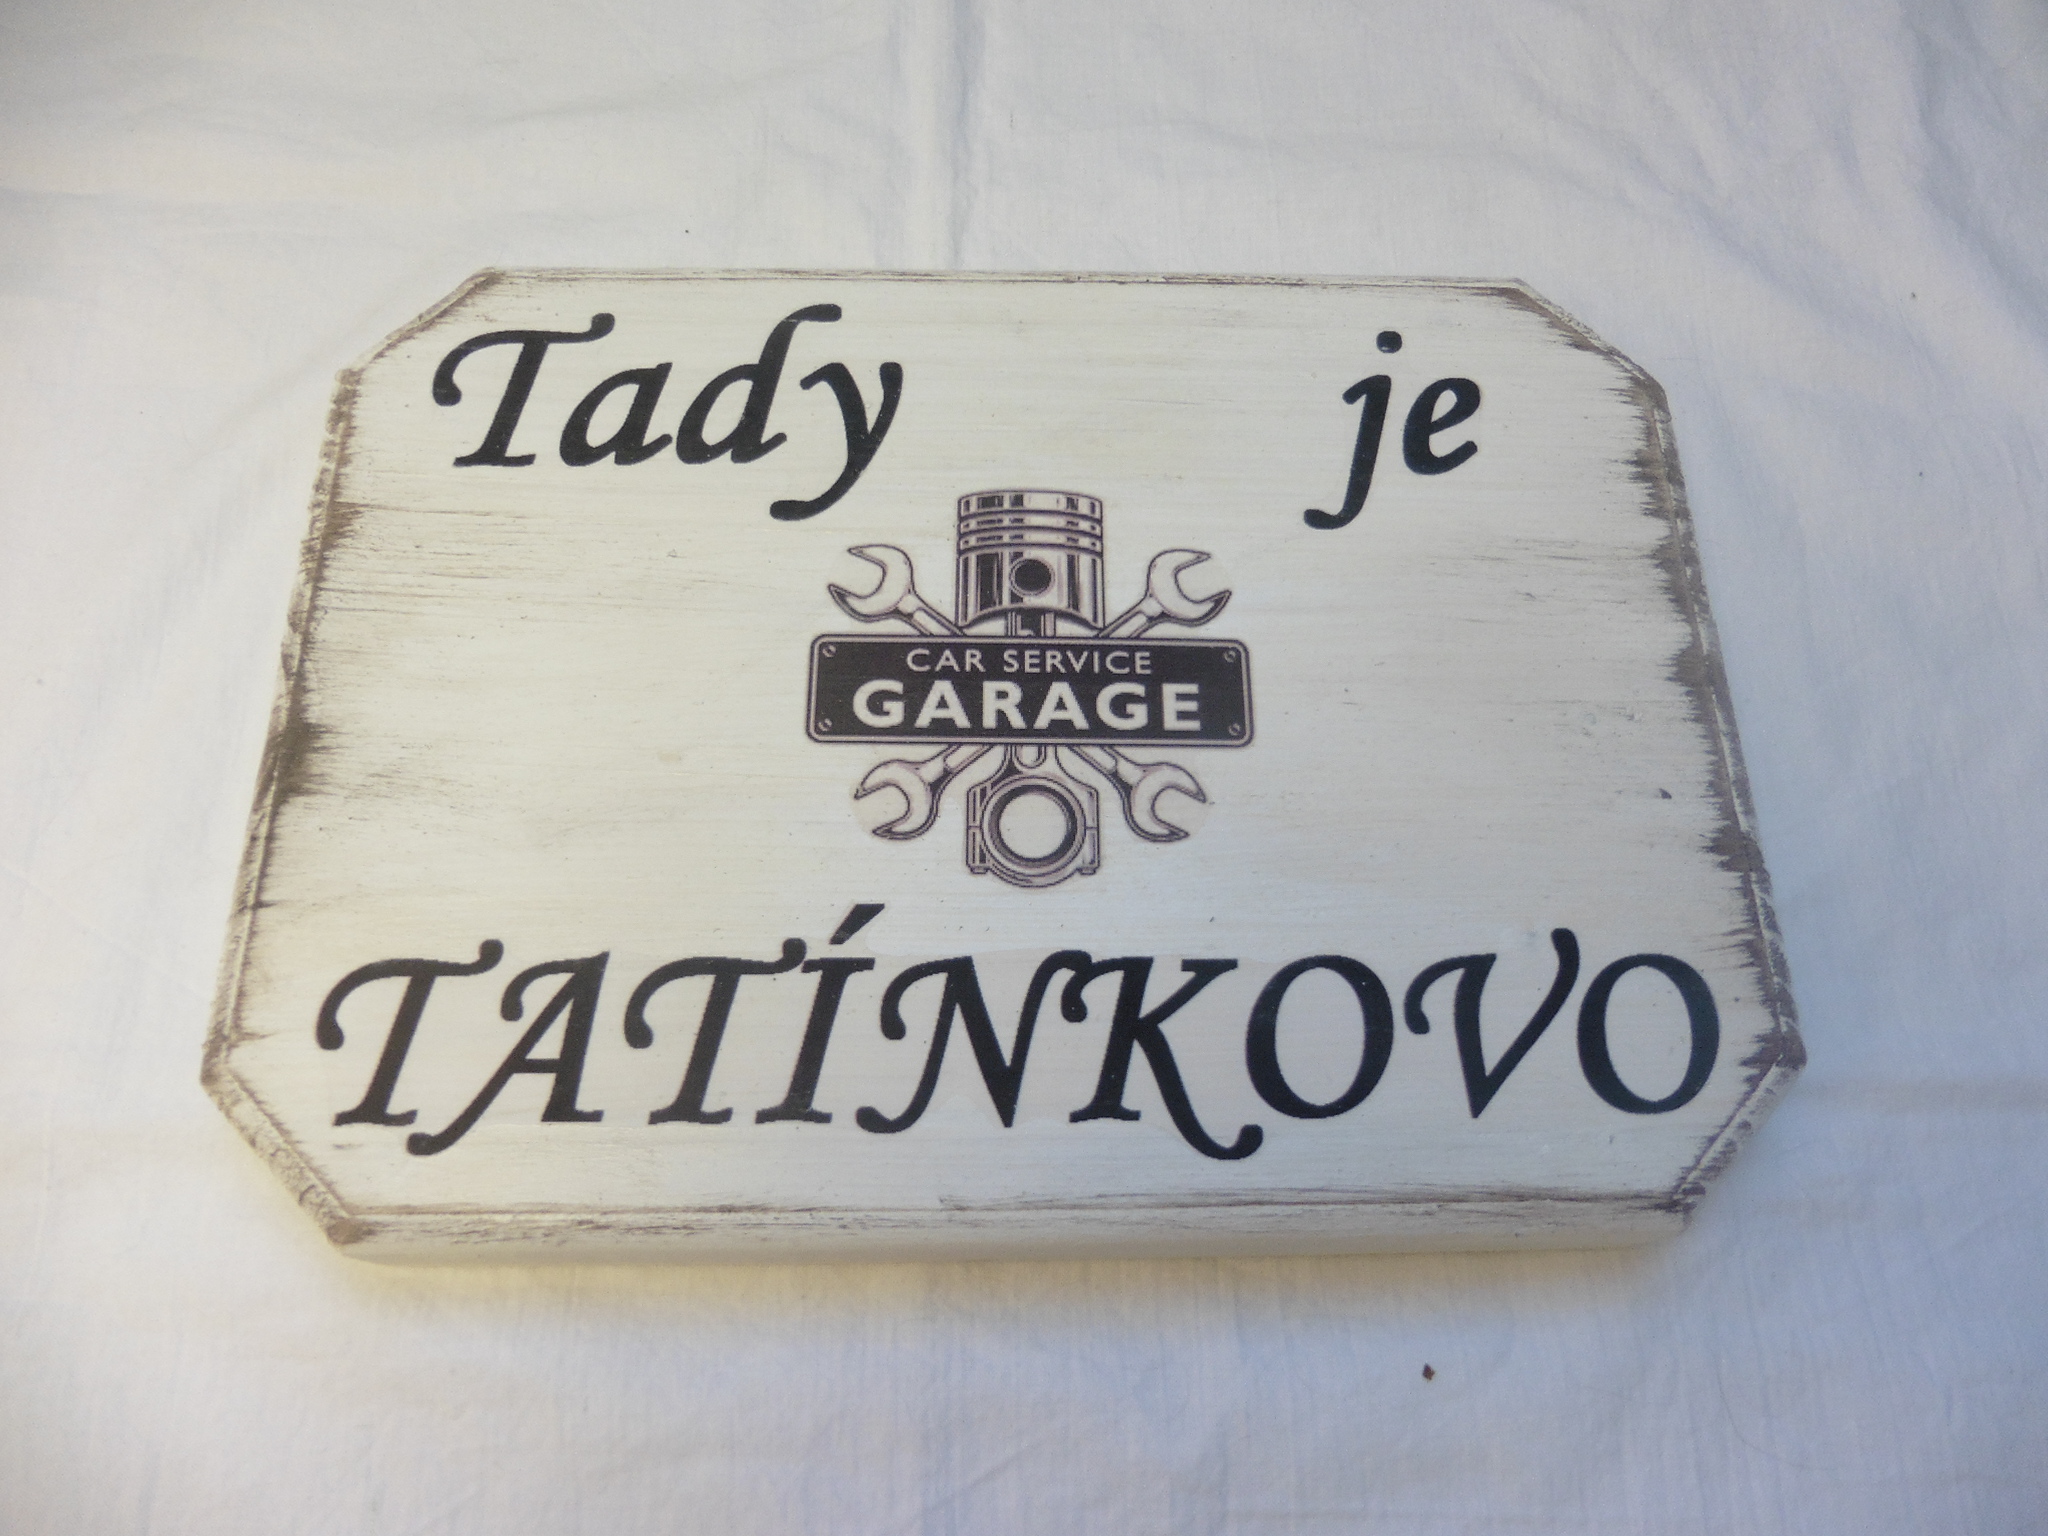 Tady je
CAR SERVICE
GARAGE
TATÍNKOVO